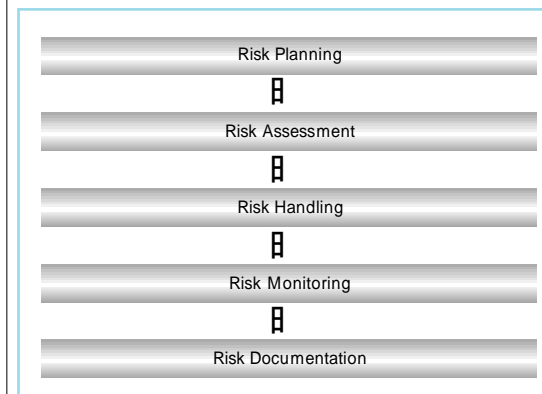 Risk Planning
Risk Assessment
Risk Handling
Risk Monitoring
Risk Documentation